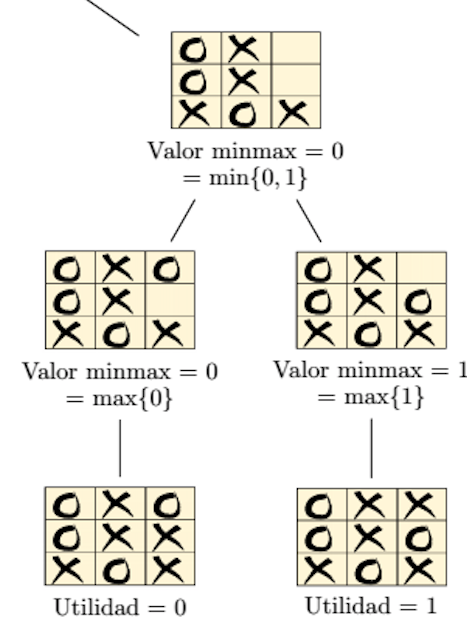 O X
O X
X O X
Valor minmax = 0
= min{0, 1}
O X O
O X
X O X
Valor minmax = 0
= max{0}
O X
O X O
X O X
Valor minmax = 1
= max{1}
O X O
O X X
X O X
Utilidad = 0
O X X
O X O
X O X
Utilidad = 1